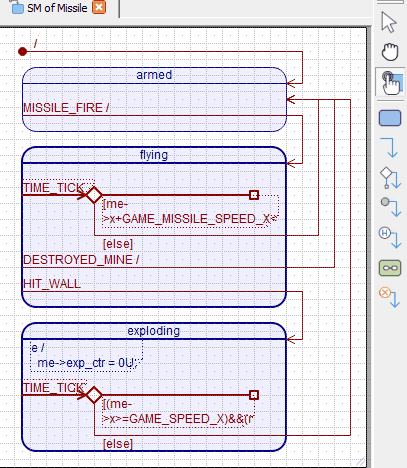 SM of Missile
/
armed
MISSILE_FIRE /
flying
TIME_TICK
[me-
>x+GAME_MISSILE_SPEED_X<
[else]
DESTROYED_MINE /
HIT_WALL
exploding
e /
me->exp_ctr = 0U;
TIME_TICK
[(me-
>x>=GAME_SPEED_X)&&(r
[else]
H